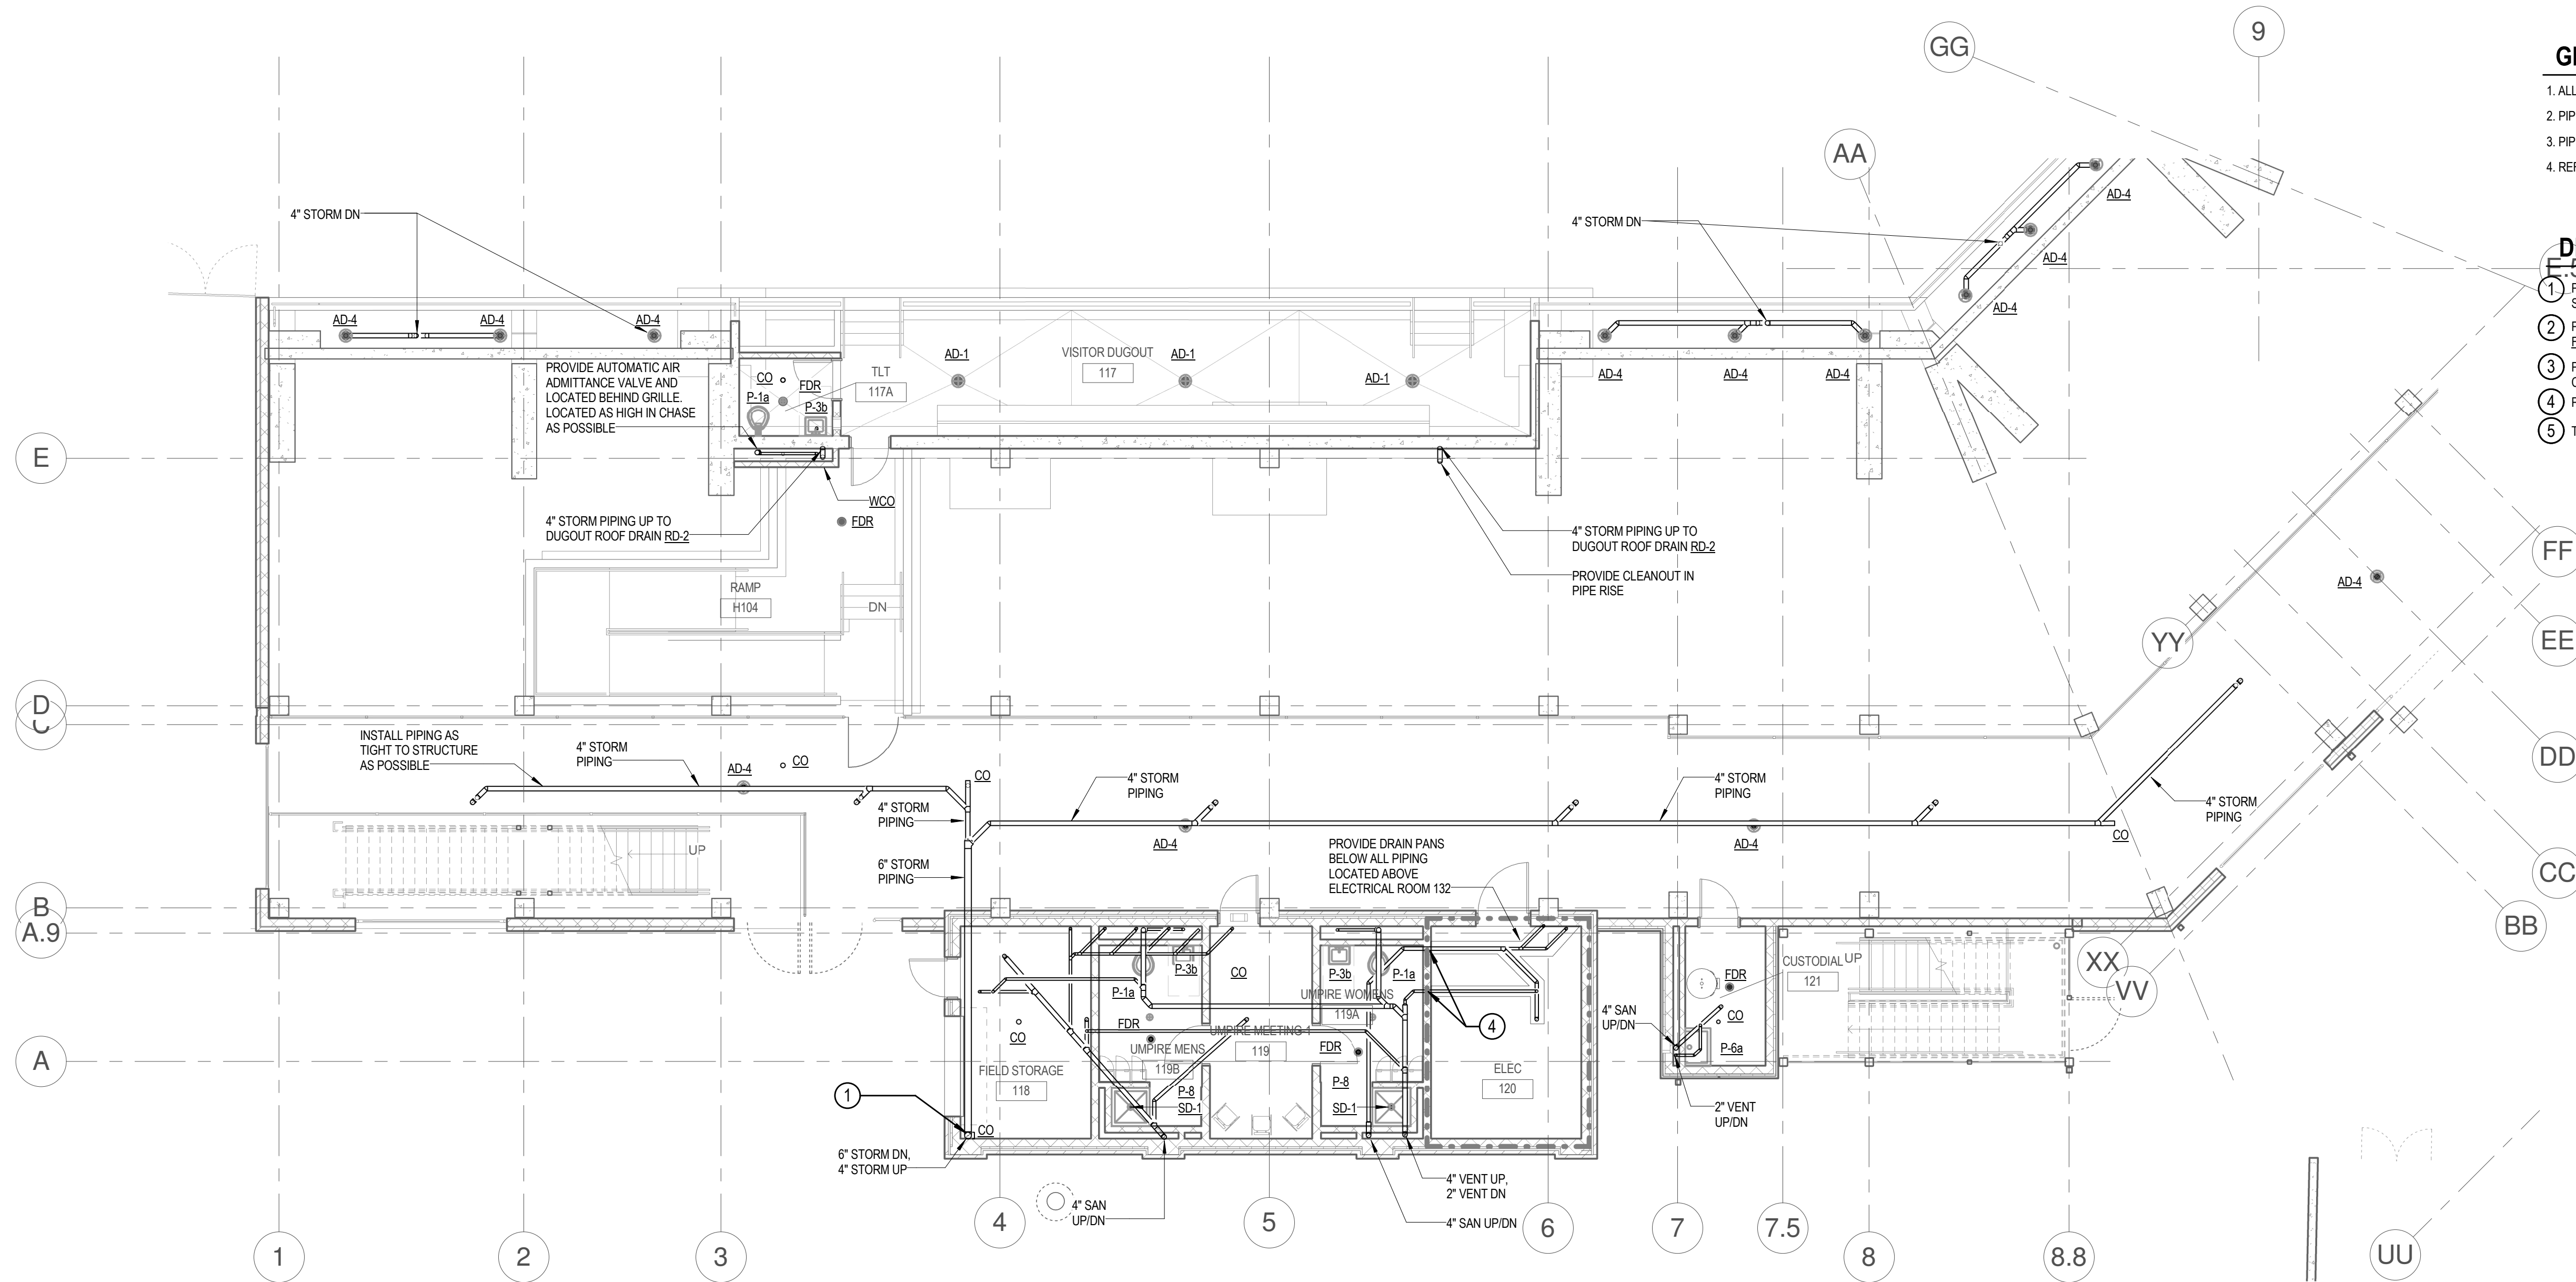 GG
9
AA
1. ALL
2. PIP
3. PIP
4. REF
4" STORM DN
4" STORM DN
AD-4
AD-4
AD-4
AD-4
AD-4
AD-4
1
2
3
4
5
PROVIDE AUTOMATIC AIR
ADMITTANCE VALVE AND
LOCATED BEHIND GRILLE.
LOCATED AS HIGH IN CHASE
AS POSSIBLE
CO
FDR
P-1a
P-3b
TLT
117A
AD-1
VISITOR DUGOUT
117
AD-1
AD-1
AD-4
AD-4
AD-4
E
WCO
FDR
4" STORM PIPING UP TO
DUGOUT ROOF DRAIN RD-2
4" STORM PIPING UP TO
DUGOUT ROOF DRAIN RD-2
PROVIDE CLEANOUT IN
PIPE RISE
RAMP
H104
DN
AD-4
FF
EE
YY
D
C
INSTALL PIPING AS
TIGHT TO STRUCTURE
AS POSSIBLE
4" STORM
PIPING
AD-4
CO
CO
4" STORM
PIPING
4" STORM
PIPING
4" STORM
PIPING
4" STORM
PIPING
DD
AD-4
AD-4
CO
UP
6" STORM
PIPING
PROVIDE DRAIN PANS
BELOW ALL PIPING
LOCATED ABOVE
ELECTRICAL ROOM 132
CC
B
A.9
BB
P-3b
CO
P-3b
P-1a
P-1a
UMPIRE WOMENS
119A
FDR
UMPIRE MEETING 1
119
FDR
UMPIRE MENS
119B
CO
FIELD STORAGE
118
P-8
SD-1
P-8
SD-1
4
ELEC
120
CUSTODIAL
121
UP
FDR
CO
P-6a
4" SAN
UP/DN
2" VENT
UP/DN
XX
VV
A
1
CO
6" STORM DN,
4" STORM UP
4" SAN
UP/DN
4" VENT UP,
2" VENT DN
4" SAN UP/DN
1
2
3
4
5
6
7
7.5
8
8.8
UU